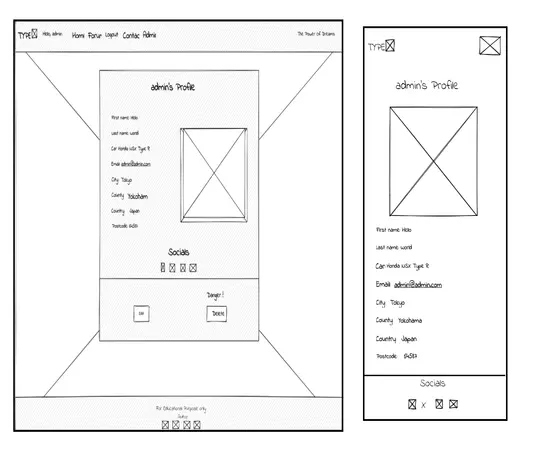 TYPE Hello, admin Home Forum Logout Contac Admin The Power of Dreams
admin's Profile
First name Hello
Last name world
Car Honda NSX Type R
Email admin@admin.com
City Tokyo
County Yokohama
Country Japan
Postcode
Socials
Danger!
Edit Delete
For Educational Purposes only
Author
TYPE
admin's Profile
First name Hello
Last name world
Car Honda NSX Type R
Email admin@admin.com
City Tokyo
County Yokohama
Country Japan
Postcode
Socials
X